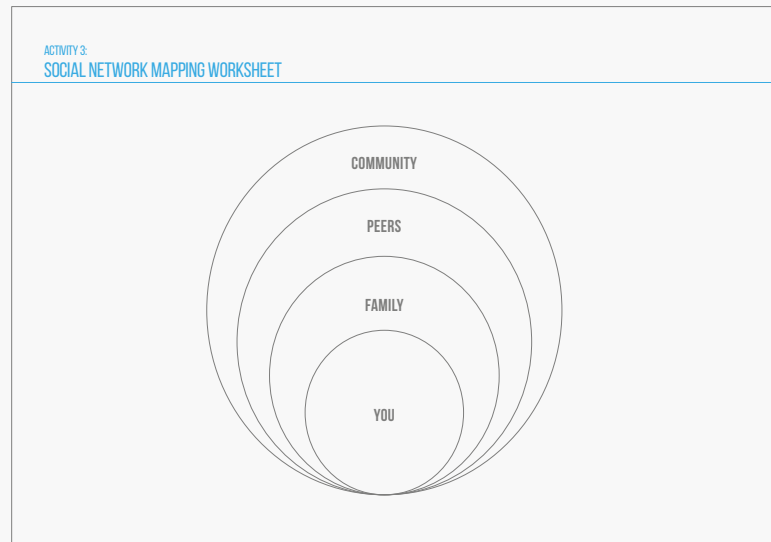 ACTIVITY 3:
SOCIAL NETWORK MAPPING WORKSHEET
COMMUNITY
PEERS
FAMILY
YOU